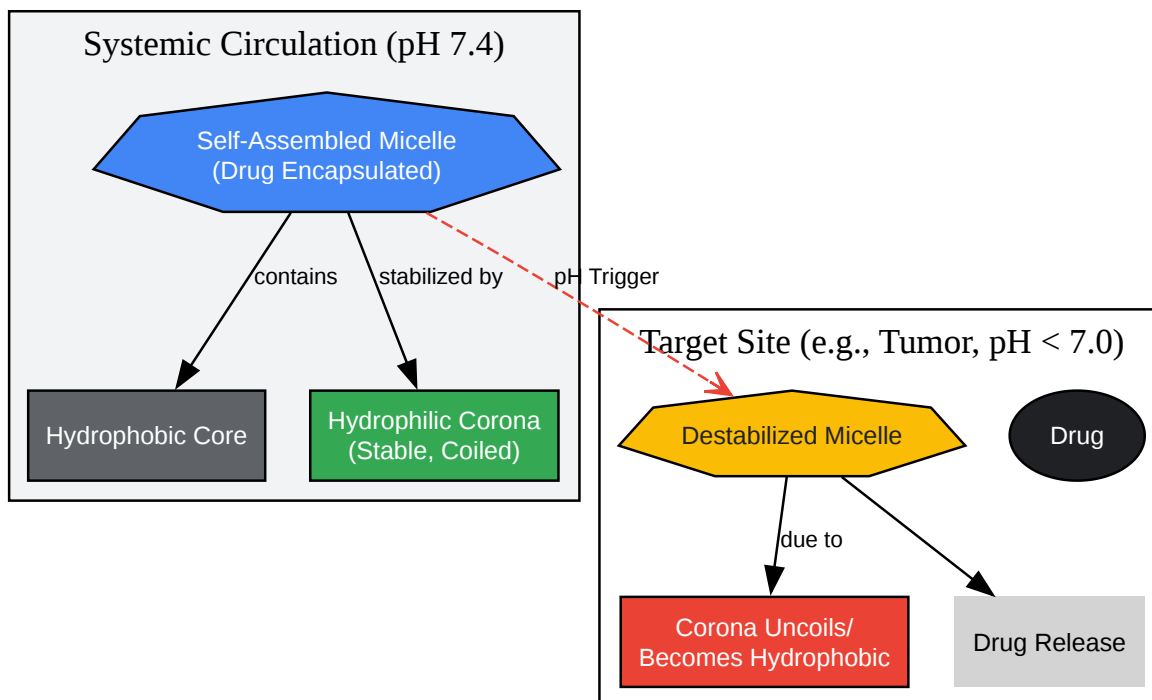 Systemic Circulation (pH 7.4)
Self-Assembled Micelle
(Drug Encapsulated)
contains
stabilized by
pH Trigger
Hydrophobic Core
Hydrophilic Corona
(Stable, Coiled)
Target Site (e.g., Tumor, pH < 7.0)
Destabilized Micelle
Drug
due to
Corona Uncoils/
Becomes Hydrophobic
Drug Release